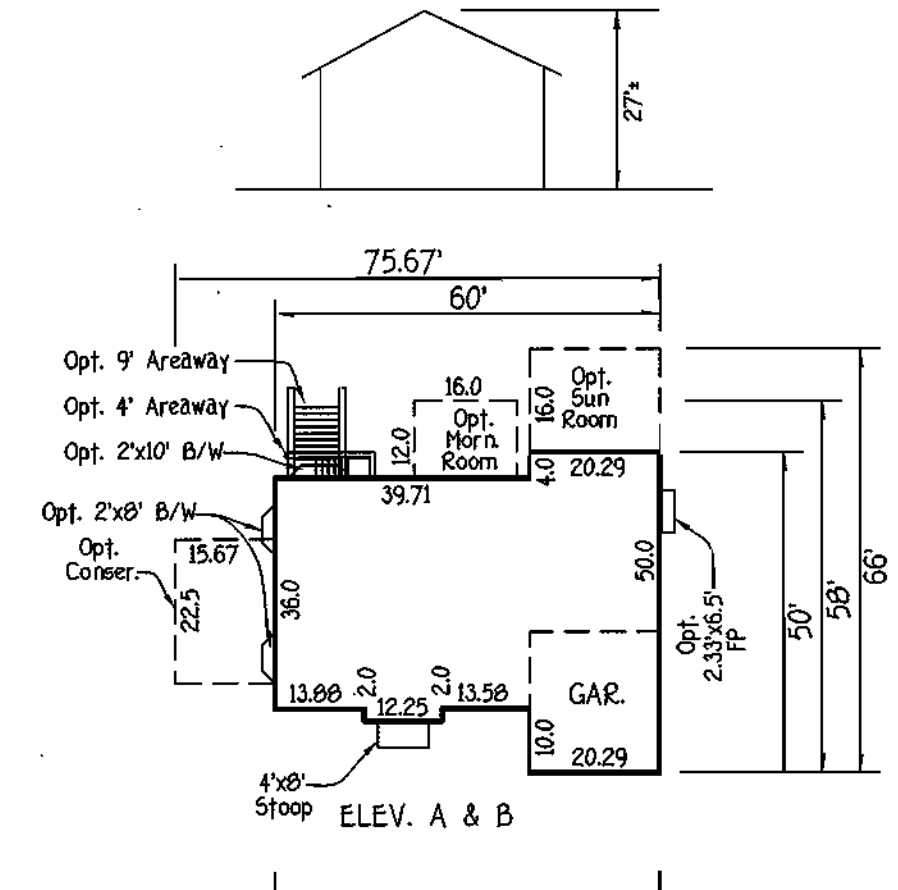 27'±
75.67'
60'
Opt. 9' Areaway
Opt. 4' Areaway
Opt. 2'x10' B/W
Opt. 2'x8' B/W
Opt.
Conser.
15.67
22.5
36.0
16.0
12.0
Opt.
Morn.
Room
16.0
Opt.
Sun
Room
4.0
20.29
39.71
50.0
Opt.
2.33'x6.5'
FP
50'
58'
66'
13.88
2.0
12.25
2.0
13.58
GAR.
10.0
20.29
4'x8'
Stoop
ELEV. A & B